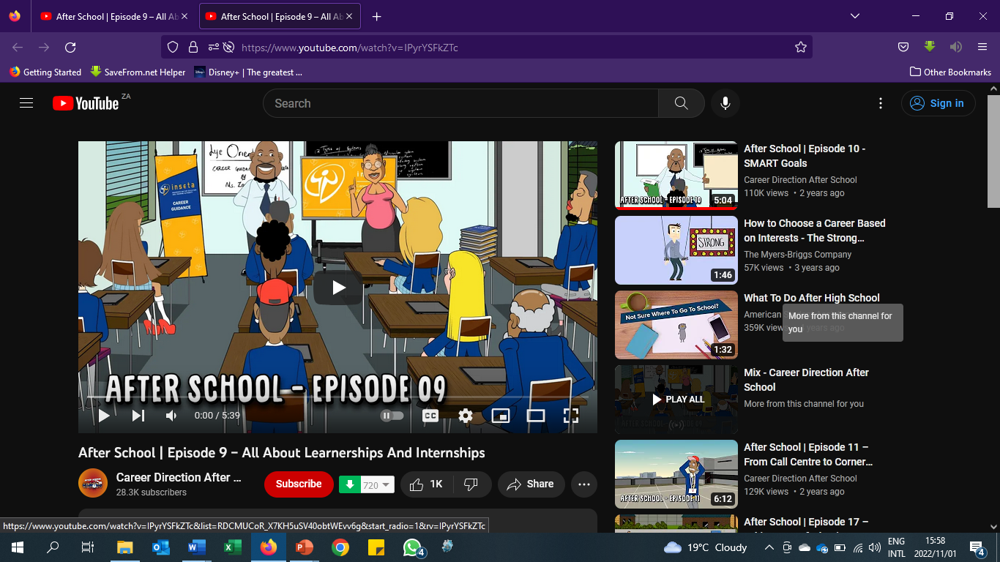 After School | Episode 9 – All Ab
After School | Episode 9 – All Ab
https://www.youtube.com/watch?v=IPyrYSFkZTc
Getting Started
SaveFrom.net Helper
Disney+ | The greatest ...
Other Bookmarks
YouTube ZA
Search
Sign in
inseta
CAREER
GUIDANCE
CAREER GUIDANCE
BY
AFTER SCHOOL - EPISODE 09
0:00 / 5:39
CC
After School | Episode 9 – All About Learnerships And Internships
Career Direction After ...
28.3K subscribers
Subscribe
720
1K
Share
AFTER SCHOOL - EPISODE 10
5:04
After School | Episode 10 -
SMART Goals
Career Direction After School
110K views • 2 years ago
STRONG
1:46
How to Choose a Career Based
on Interests - The Strong...
The Myers-Briggs Company
57K views • 3 years ago
Not Sure Where To Go To School?
1:32
What To Do After High School
American
359K views
years ago
More from this channel for
you
PLAY ALL
Mix - Career Direction After
School
More from this channel for you
AFTER SCHOOL - EPISODE 11
6:12
After School | Episode 11 –
From Call Centre to Corner...
Career Direction After School
129K views • 2 years ago
After School | Episode 17 –
https://www.youtube.com/watch?v=IPyrYSFkZTc&list=RDCMUCoR_X7KH5uSV40obtWEvv6g&start_radio=1&rv=IPyrYSFkZTc
4
19°C Cloudy
ENG
INTL
15:58
2022/11/01
4